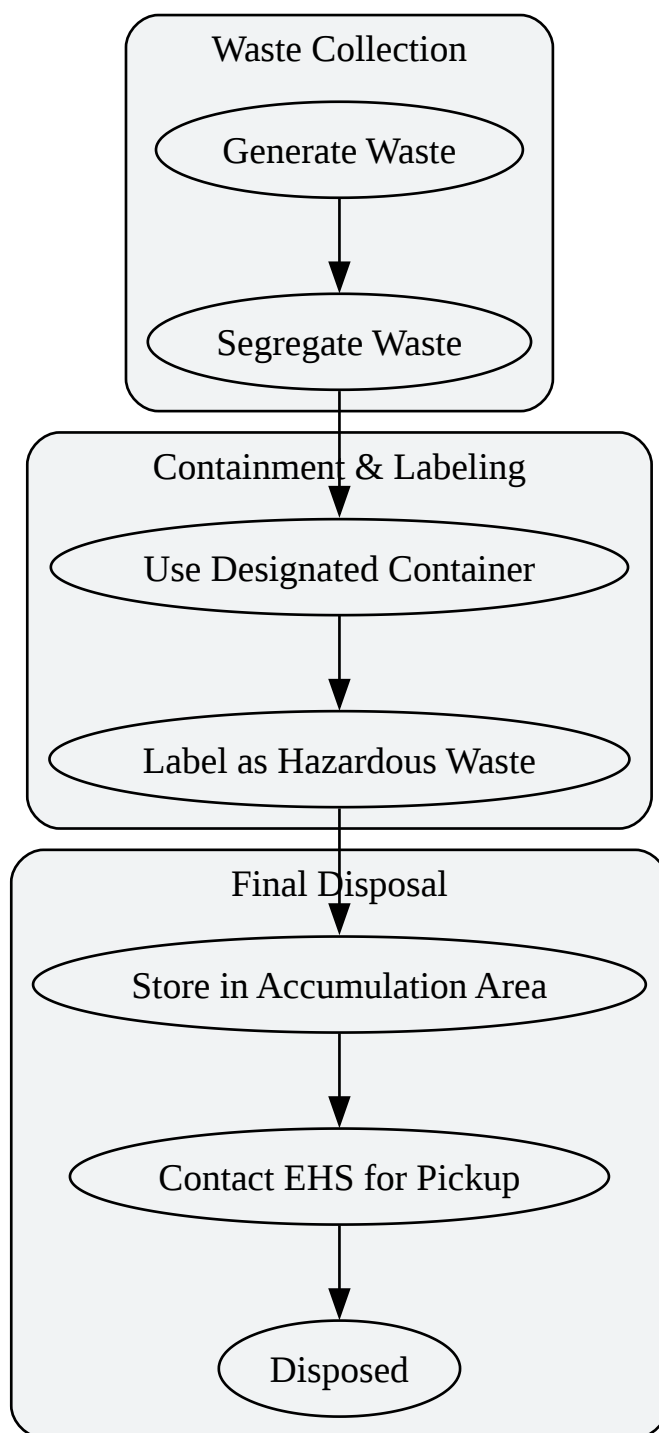 Waste Collection
Generate Waste
Segregate Waste
Containment & Labeling
Use Designated Container
Label as Hazardous Waste
Final Disposal
Store in Accumulation Area
Contact EHS for Pickup
Disposed